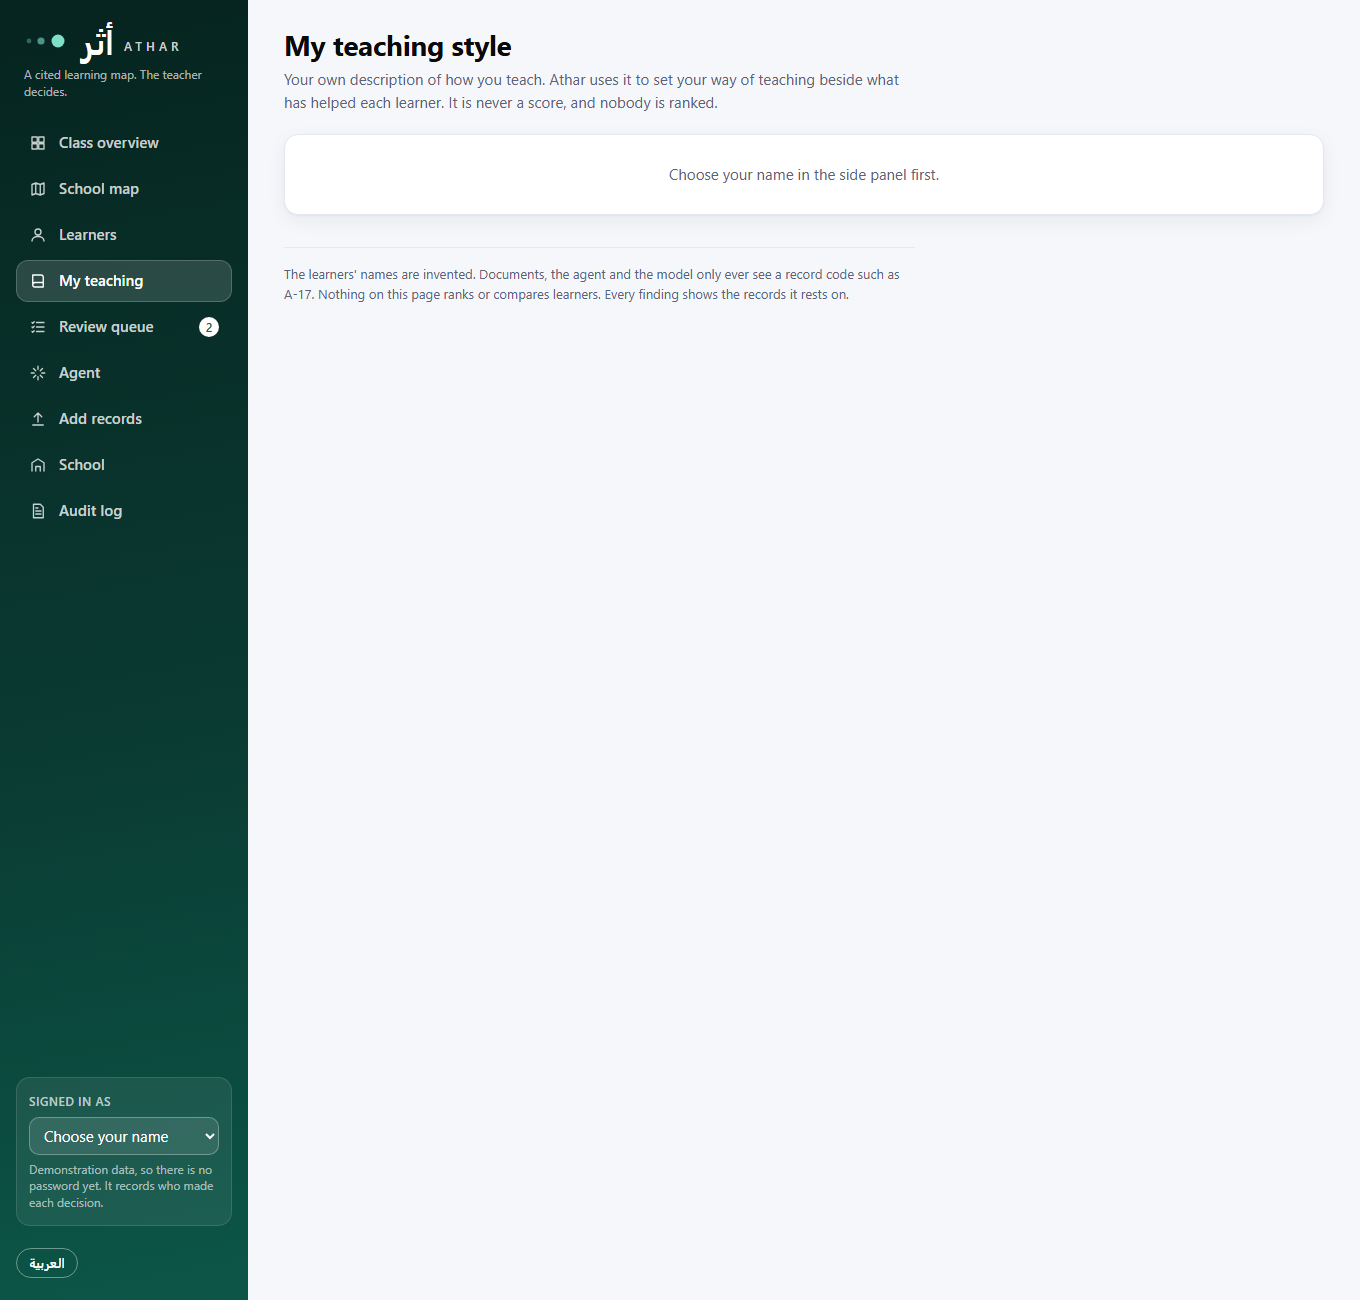 أثر ATHAR
A cited learning map. The teacher
decides.
Class overview
School map
Learners
My teaching
Review queue 2
Agent
Add records
School
Audit log
SIGNED IN AS
Choose your name
Demonstration data, so there is no
password yet. It records who made
each decision.
العربية
My teaching style
Your own description of how you teach. Athar uses it to set your way of teaching beside what
has helped each learner. It is never a score, and nobody is ranked.
Choose your name in the side panel first.
The learners' names are invented. Documents, the agent and the model only ever see a record code such as
A-17. Nothing on this page ranks or compares learners. Every finding shows the records it rests on.